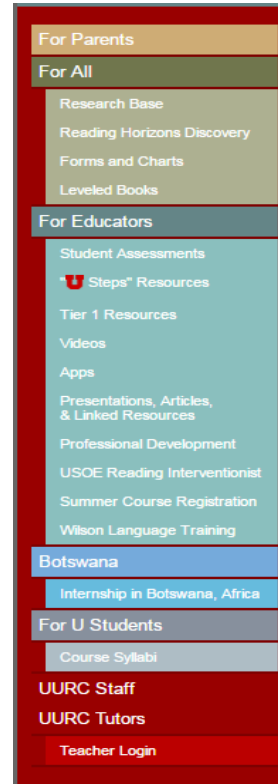 For Parents
For All
Research Base
Reading Horizons Discovery
Forms and Charts
Leveled Books
For Educators
Student Assessments
"U Steps" Resources
Tier 1 Resources
Videos
Apps
Presentations, Articles,
& Linked Resources
Professional Development
USOE Reading Interventionist
Summer Course Registration
Wilson Language Training
Botswana
Internship in Botswana, Africa
For U Students
Course Syllabi
UURC Staff
UURC Tutors
Teacher Login